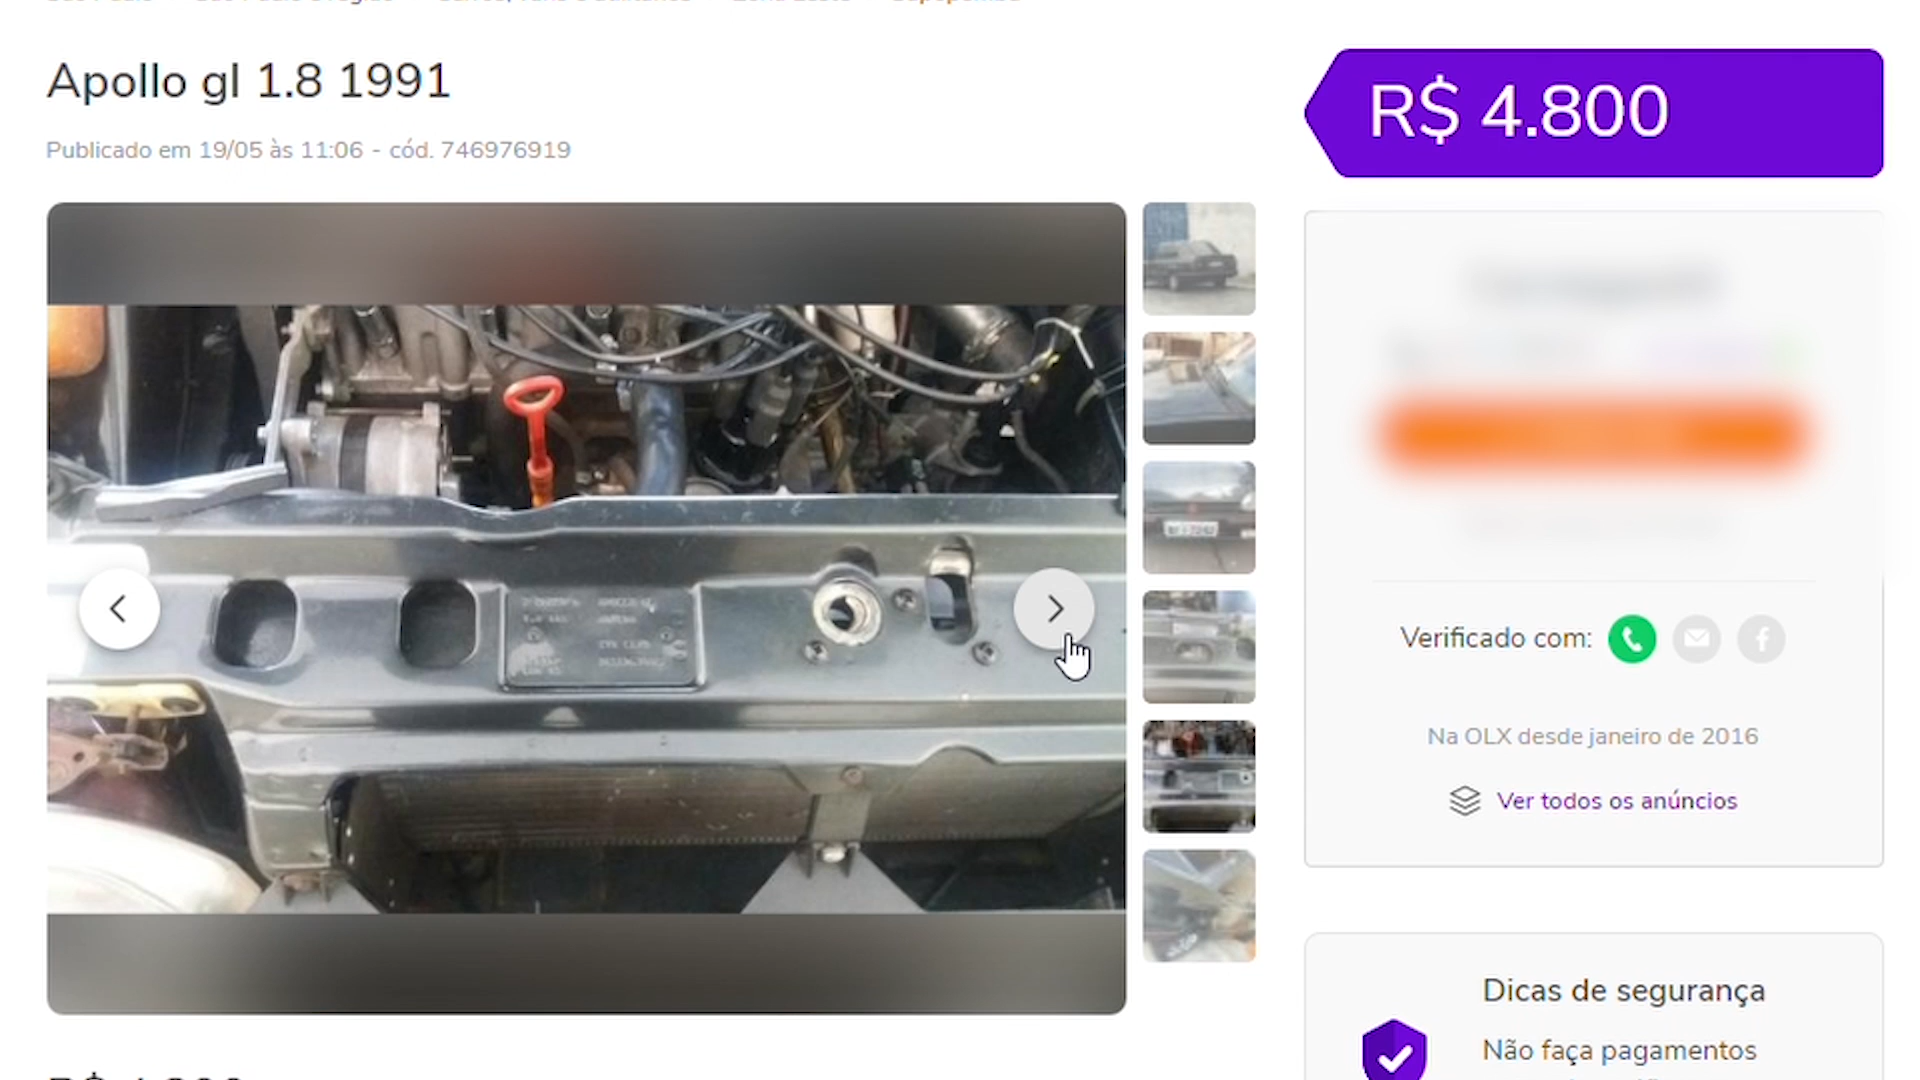 Apollo gl 1.8 1991
Publicado em 19/05 às 11:06 - cód. 746976919
R$ 4.800
Verificado com:
Na OLX desde janeiro de 2016
Ver todos os anúncios
Dicas de segurança
Não faça pagamentos